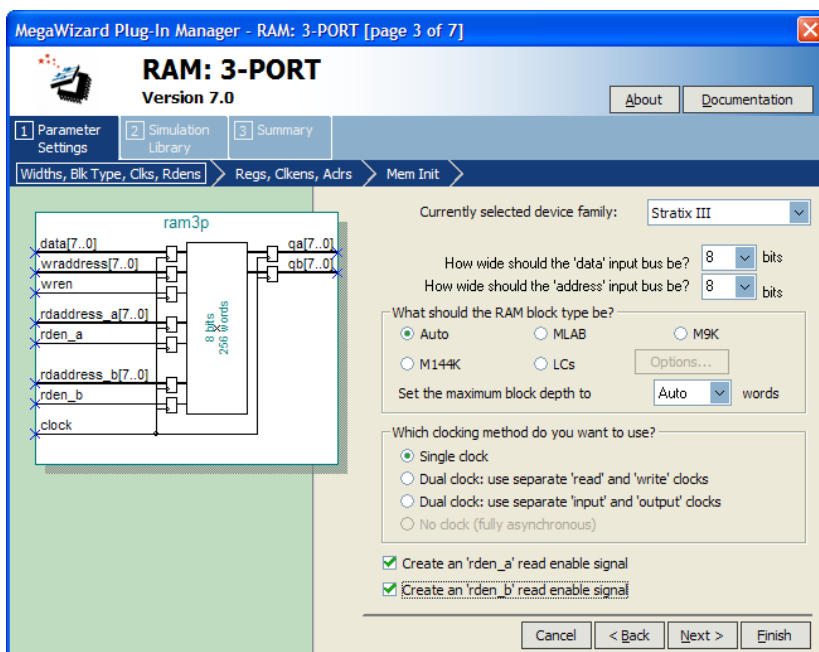 MegaWizard Plug-In Manager - RAM: 3-PORT [page 3 of 7]
RAM: 3-PORT
Version 7.0
About
Documentation
1 Parameter Settings
2 Simulation Library
3 Summary
Widths, Blk Type, Clks, Rdens
Regs, Clkens, Adrs
Mem Init
ram3p
data[7..0]
wraddress[7..0]
wren
rdaddress_a[7..0]
rden_a
rdaddress_b[7..0]
rden_b
clock
8 bits
256 words
qa[7..0]
qb[7..0]
Currently selected device family: Stratix III
How wide should the 'data' input bus be? 8 bits
How wide should the 'address' input bus be? 8 bits
What should the RAM block type be?
Auto MLAB M9K
M144K LCs Options...
Set the maximum block depth to Auto words
Which clocking method do you want to use?
Single clock
Dual clock: use separate 'read' and 'write' clocks
Dual clock: use separate 'input' and 'output' clocks
No clock (fully asynchronous)
Create an 'rden_a' read enable signal
Create an 'rden_b' read enable signal
Cancel < Back Next > Finish